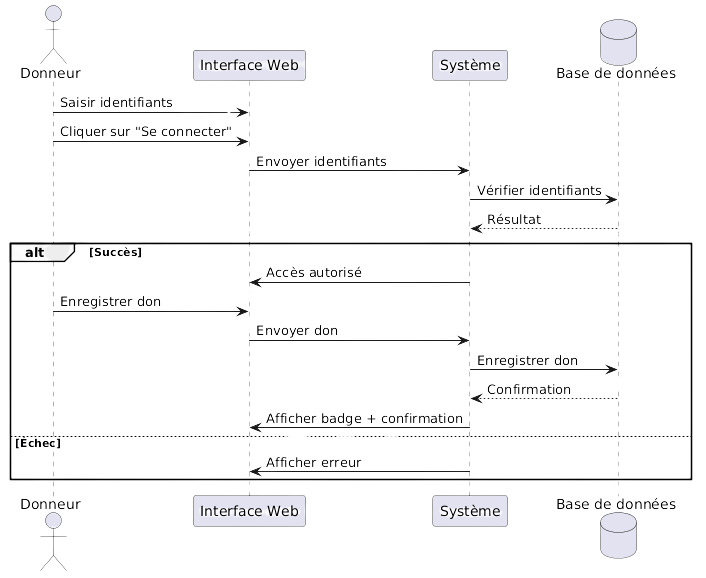 Donneur
Interface Web
Système
Base de données
Saisir identifiants
Cliquer sur "Se connecter"
Envoyer identifiants
Vérifier identifiants
Résultat
alt [Succès]
Accès autorisé
Enregistrer don
Envoyer don
Enregistrer don
Confirmation
Afficher badge + confirmation
[Échec]
Afficher erreur
Donneur
Interface Web
Système
Base de données